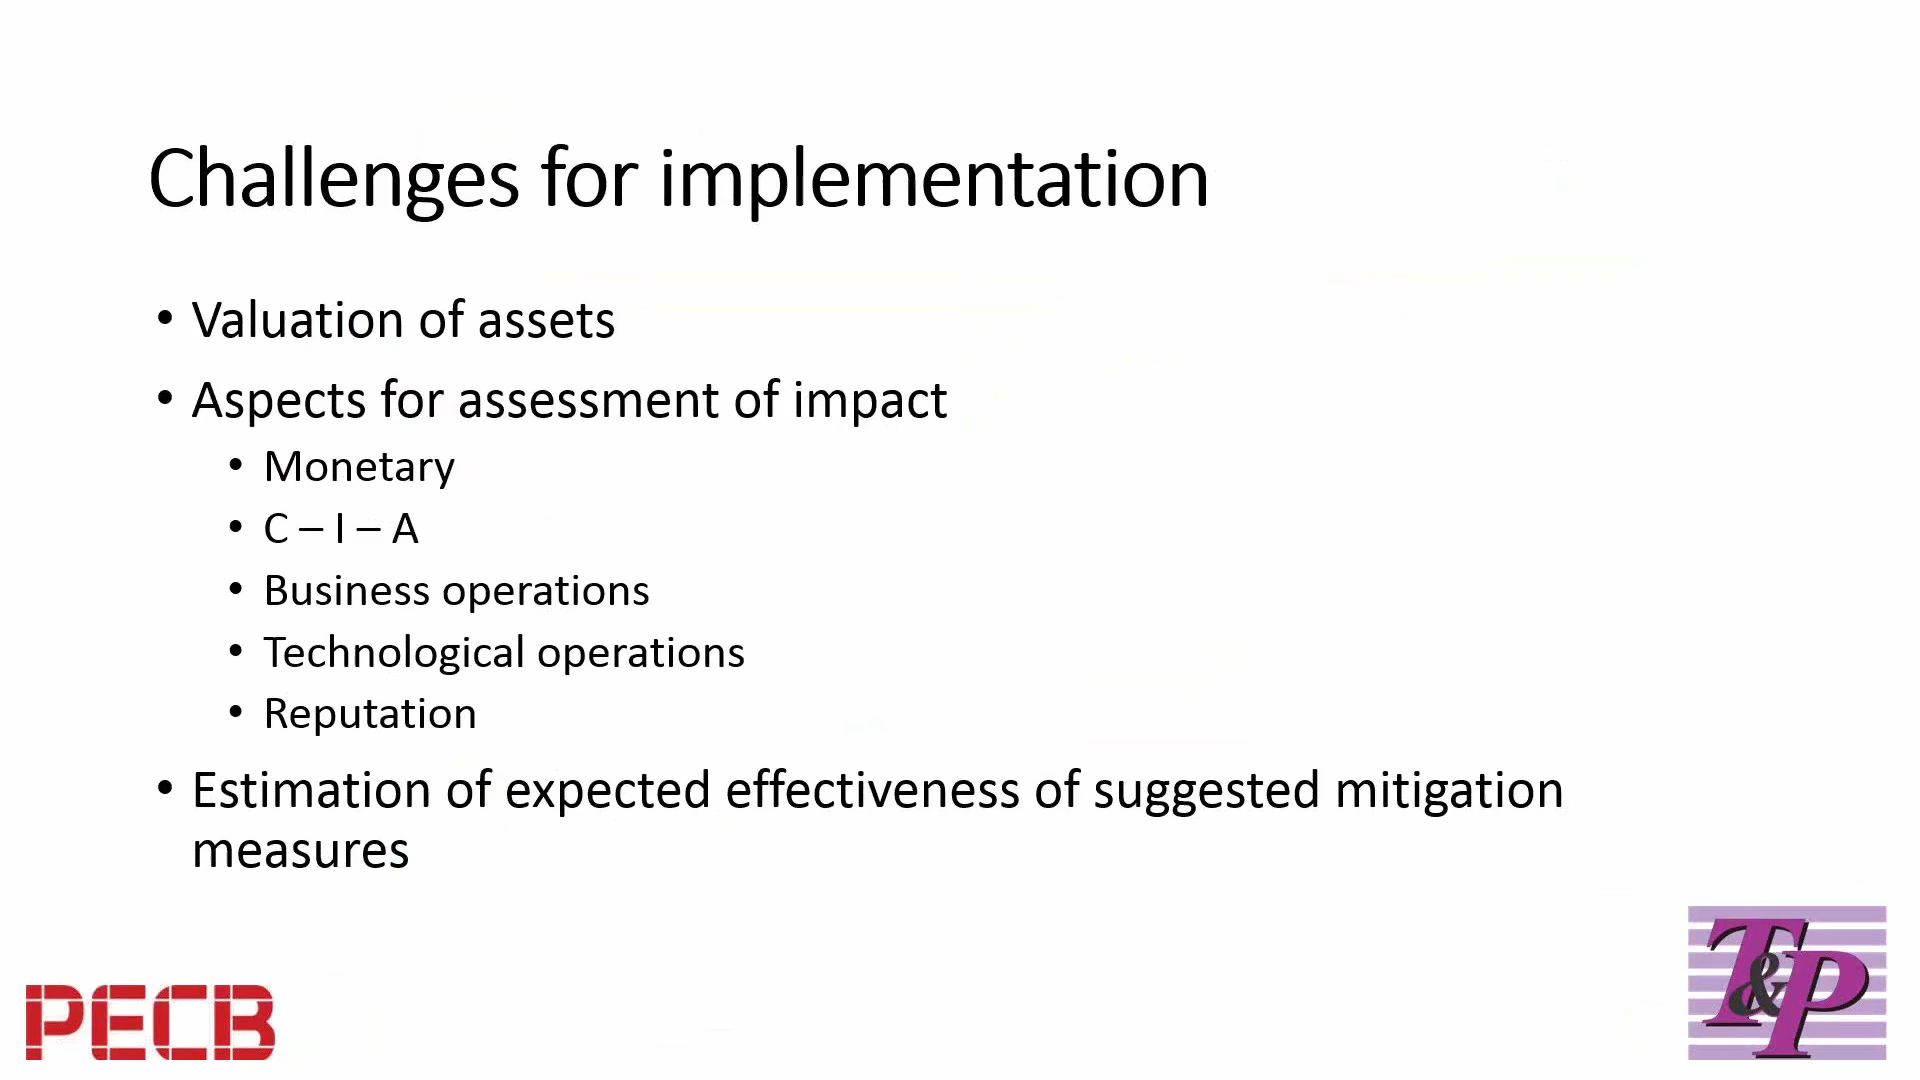 Challenges for implementation
• Valuation of assets
• Aspects for assessment of impact
• Monetary
• C – I – A
• Business operations
• Technological operations
• Reputation
• Estimation of expected effectiveness of suggested mitigation
measures
PECB
T&P